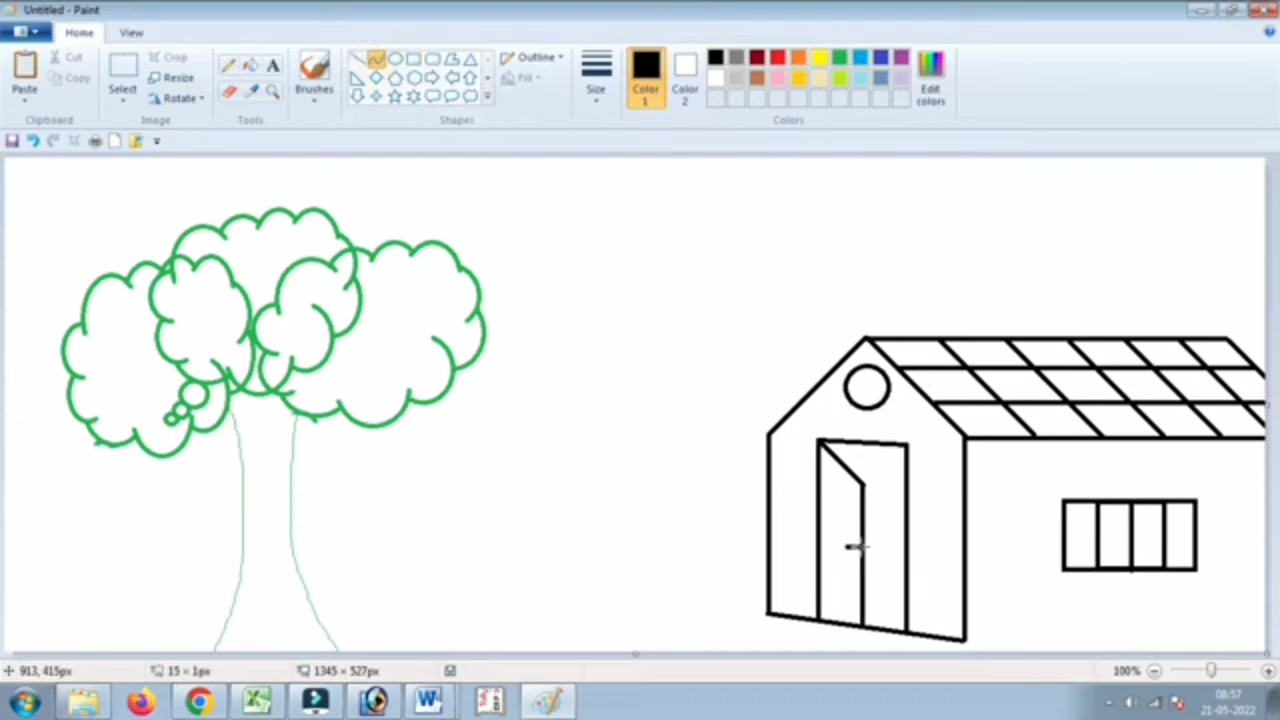 Untitled - Paint
Home View
Cut
Copy
Paste
Clipboard
Crop
Resize
Rotate
Select
Image
A
Tools
Brushes
Outline
Fill
Shapes
Size
Color 1
Color 2
Edit colors
Colors
913, 415px 15 × 1px 1345 × 527px 100%
08:57
21-05-2022